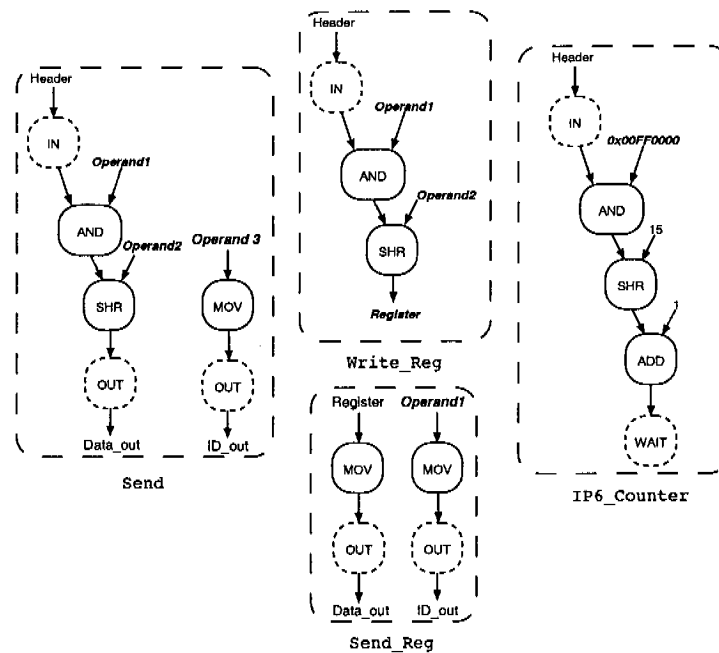 Header
IN
Operand1
AND
Operand2
SHR
OUT
Data_out
Operand 3
MOV
OUT
ID_out
Send
Header
IN
Operand1
AND
Operand2
SHR
Register
Write_Reg
Register
MOV
OUT
Data_out
Operand1
MOV
OUT
ID_out
Send_Reg
Header
IN
0x00FF0000
AND
15
SHR
1
ADD
WAIT
IP6_Counter